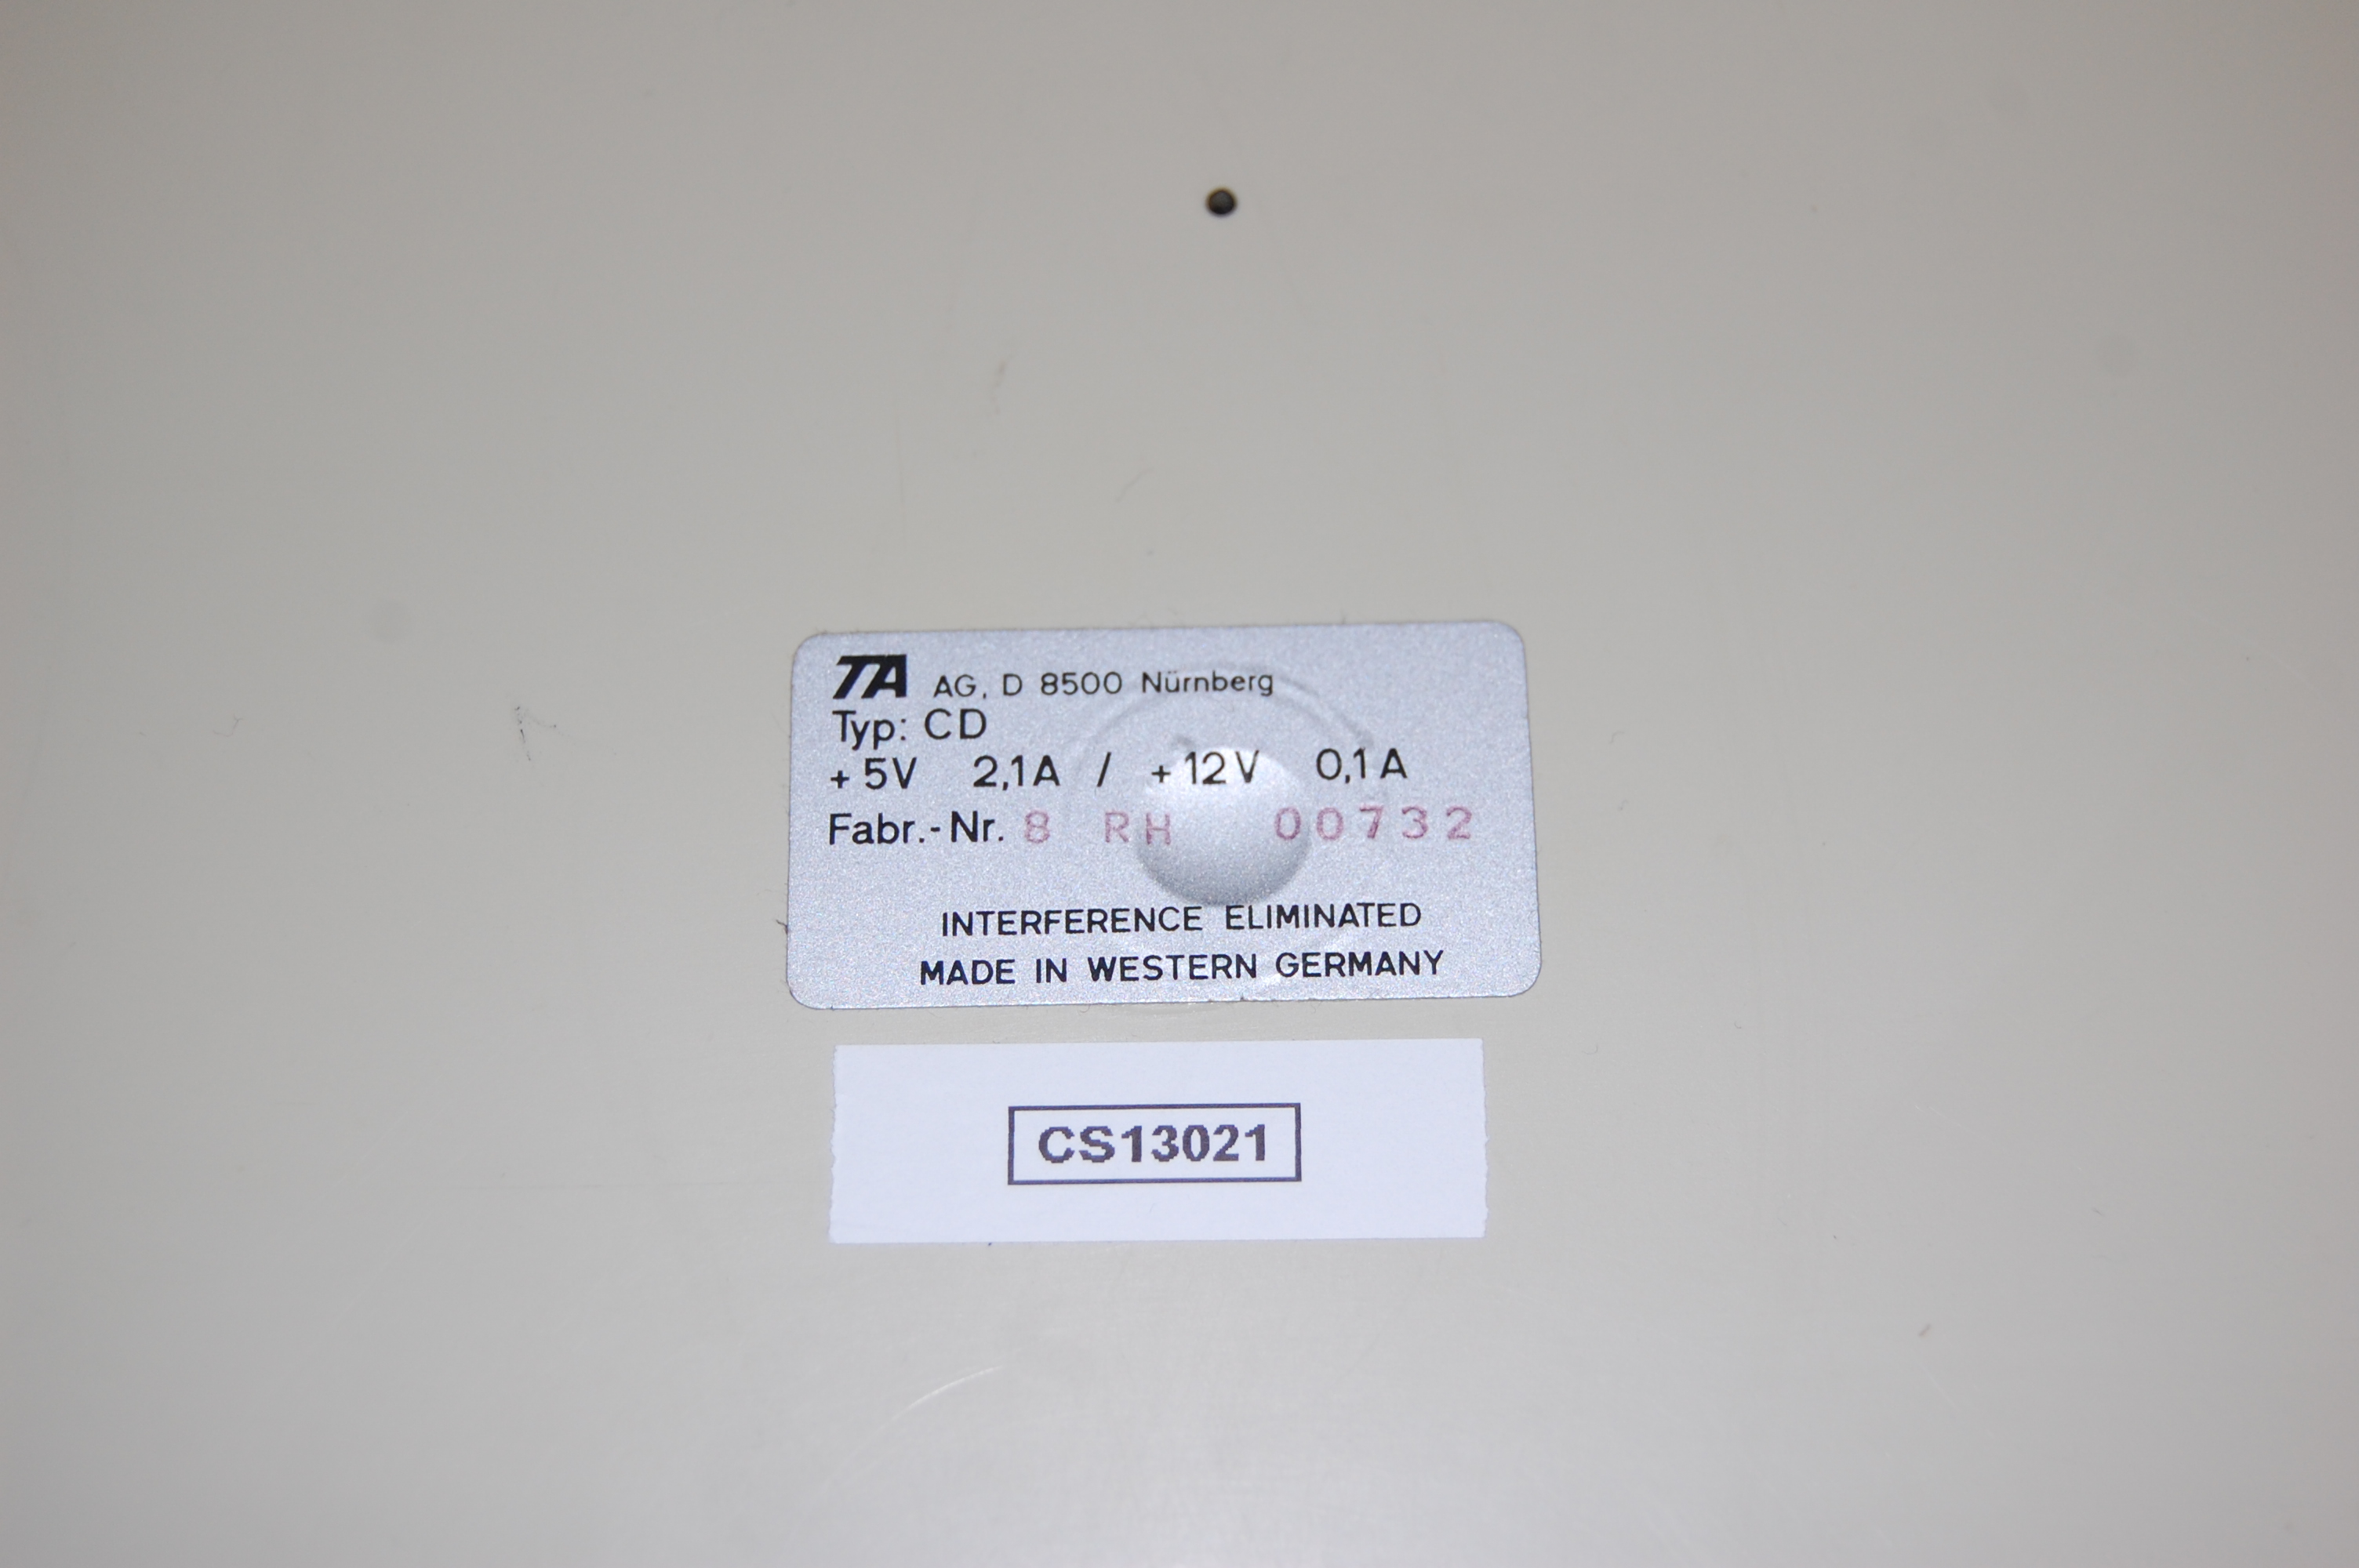 TA AG, D 8500 Nürnberg
Typ: CD
+ 5V 2,1A / + 12V 0,1A
Fabr.-Nr. 8 RH 00732
INTERFERENCE ELIMINATED
MADE IN WESTERN GERMANY
CS13021